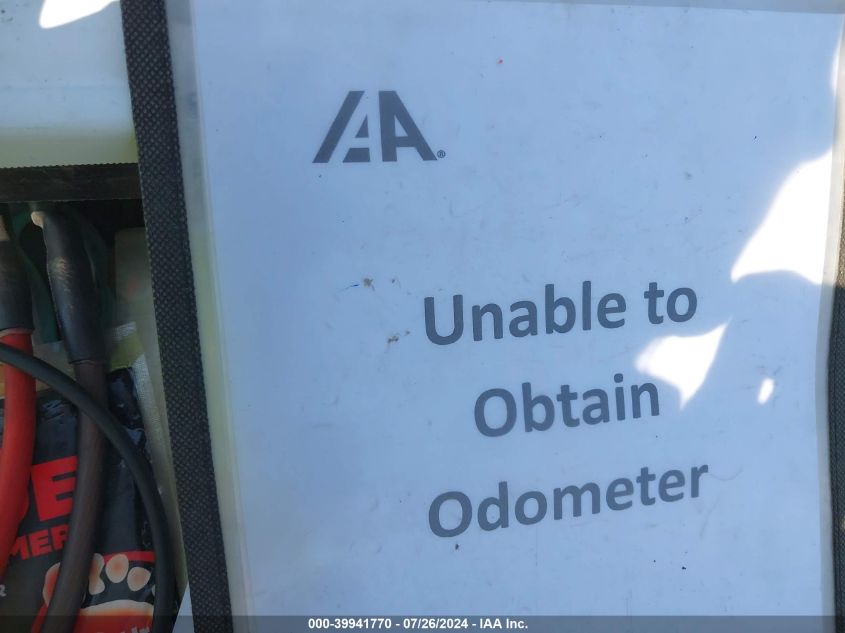 IAA®
Unable to
Obtain
Odometer
000-39941770 - 07/26/2024 - IAA Inc.